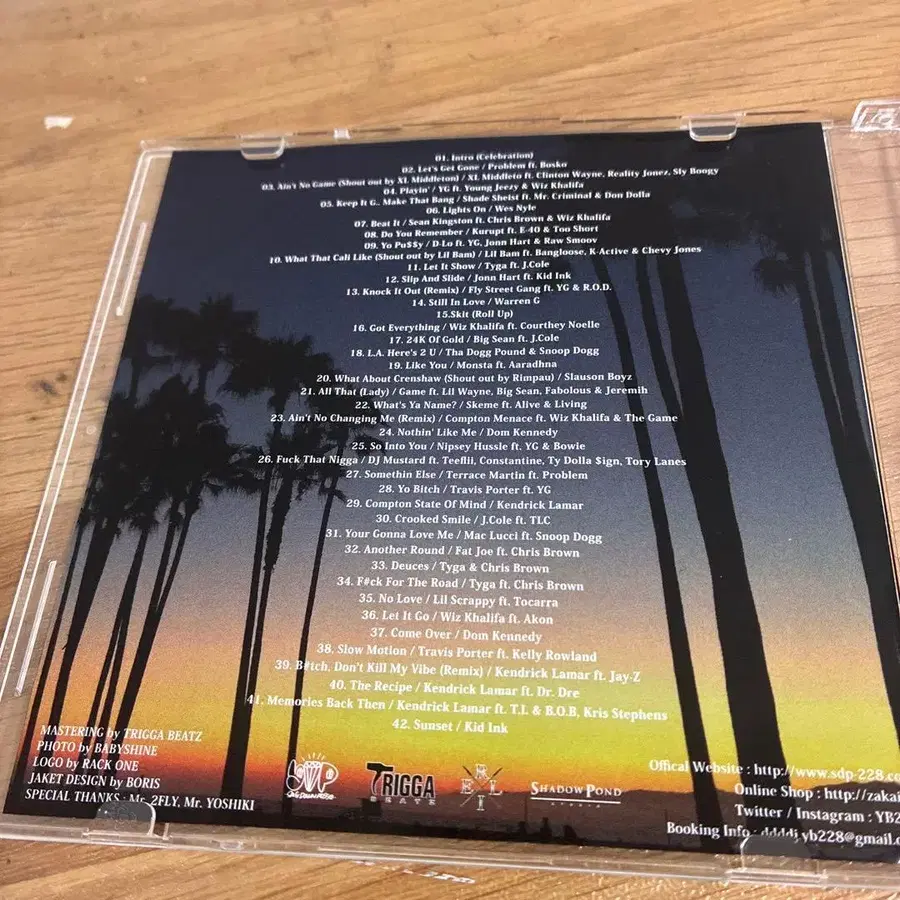 01. Intro (Celebration)
02. Let's Get Gone / Problem ft. Bosko
03. Ain't No Game (Shout out by XL Middleton) / XL Middleto ft. Clinton Wayne, Reality Jonez, Sly Boogy
04. Playin' / YG ft. Young Jeezy & Wiz Khalifa
05. Keep It G.. Make That Bang / Shade Sheist ft. Mr. Criminal & Don Dolla
06. Lights On / Wes Nyle
07. Beat It / Sean Kingston ft. Chris Brown & Wiz Khalifa
08. Do You Remember / Kurupt ft. E-40 & Too Short
09. Yo Pu$$y / D-Lo ft. YG, Jonn Hart & Raw Smoov
10. What That Cali Like (Shout out by Lil Bam) / Lil Bam ft. Bangloose, K-Active & Chevy Jones
11. Let It Show / Tyga ft. J.Cole
12. Slip And Slide / Jonn Hart ft. Kid Ink
13. Knock It Out (Remix) / Fly Street Gang ft. YG & R.O.D.
14. Still In Love / Warren G
15.Skit (Roll Up)
16. Got Everything / Wiz Khalifa ft. Courthey Noelle
17. 24K Of Gold / Big Sean ft. J.Cole
18. L.A. Here's 2 U / Tha Dogg Pound & Snoop Dogg
19. Like You / Monsta ft. Aaradhna
20. What About Crenshaw (Shout out by Rimpau) / Slauson Boyz
21. All That (Lady) / Game ft. Lil Wayne, Big Sean, Fabolous & Jeremih
22. What's Ya Name? / Skeme ft. Alive & Living
23. Ain't No Changing Me (Remix) / Compton Menace ft. Wiz Khalifa & The Game
24. Nothin' Like Me / Dom Kennedy
25. So Into You / Nipsey Hussle ft. YG & Bowie
26. Fuck That Nigga / DJ Mustard ft. Teeflii, Constantine, Ty Dolla $ign, Tory Lanes
27. Somethin Else / Terrace Martin ft. Problem
28. Yo Bitch / Travis Porter ft. YG
29. Compton State Of Mind / Kendrick Lamar
30. Crooked Smile / J.Cole ft. TLC
31. Your Gonna Love Me / Mac Lucci ft. Snoop Dogg
32. Another Round / Fat Joe ft. Chris Brown
33. Deuces / Tyga & Chris Brown
34. F#ck For The Road / Tyga ft. Chris Brown
35. No Love / Lil Scrappy ft. Tocarra
36. Let It Go / Wiz Khalifa ft. Akon
37. Come Over / Dom Kennedy
38. Slow Motion / Travis Porter ft. Kelly Rowland
39. B#tch, Don't Kill My Vibe (Remix) / Kendrick Lamar ft. Jay-Z
40. The Recipe / Kendrick Lamar ft. Dr. Dre
41. Memories Back Then / Kendrick Lamar ft. T.I. & B.O.B, Kris Stephens
42. Sunset / Kid Ink
MASTERING by TRIGGA BEATZ
PHOTO by BABYSHINE
LOGO by RACK ONE
JAKET DESIGN by BORIS
SPECIAL THANKS : Mr. 2FLY, Mr. YOSHIKI
TRIGGA
BEATZ
RELI
SHADOW POND
Offical Website : http://www.sdp-228.co
Online Shop : http://zakai
Twitter / Instagram : YB2
Booking Info : ddddj.yb228@gmail.c